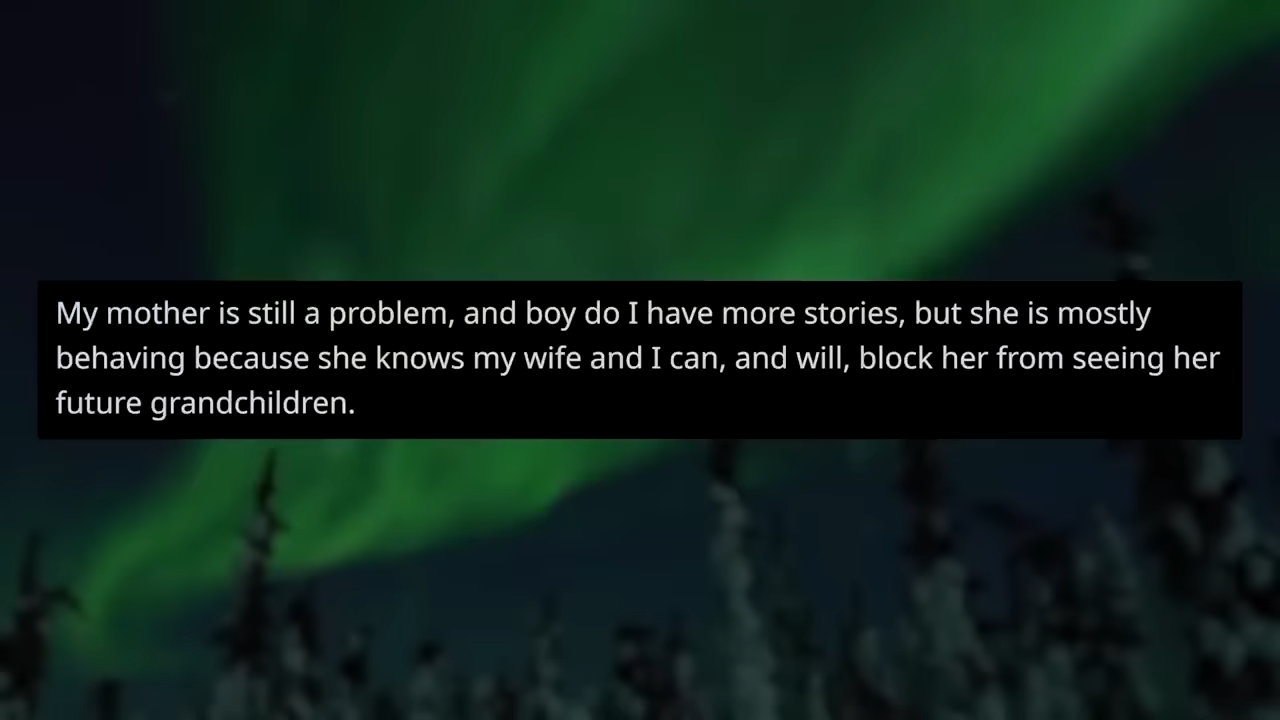 My mother is still a problem, and boy do I have more stories, but she is mostly
behaving because she knows my wife and I can, and will, block her from seeing her
future grandchildren.